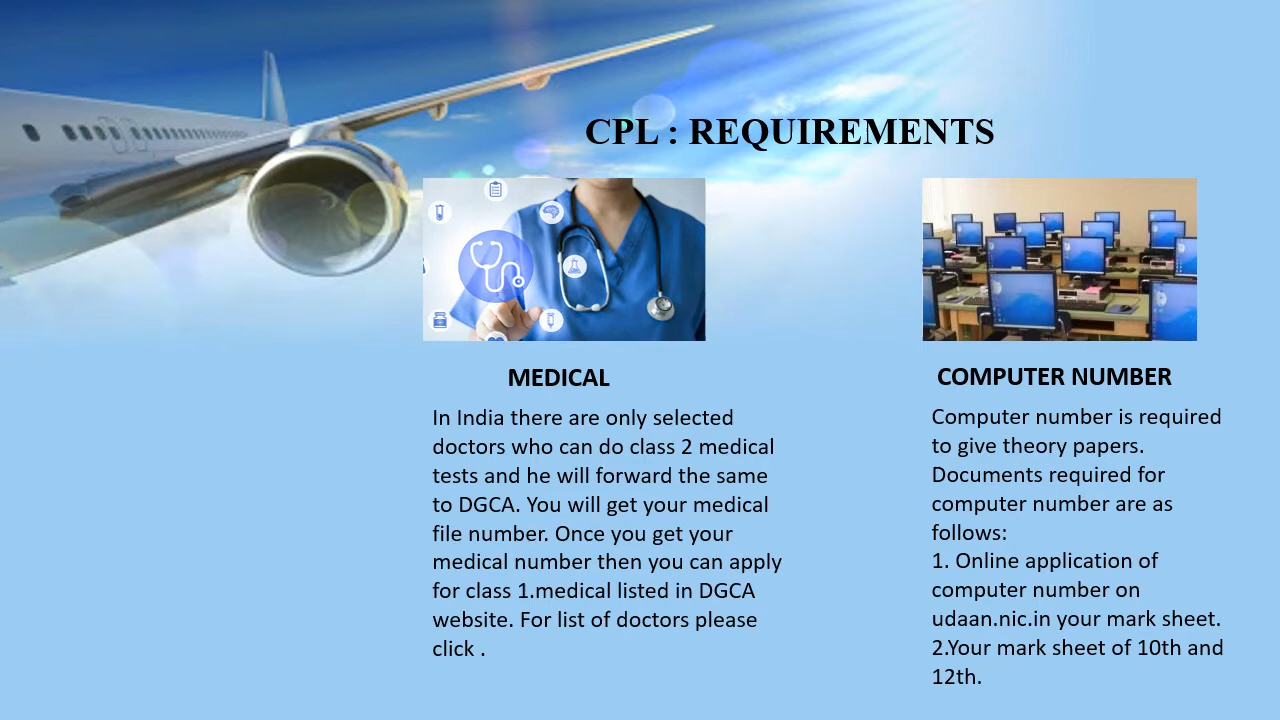 CPL : REQUIREMENTS
MEDICAL
In India there are only selected
doctors who can do class 2 medical
tests and he will forward the same
to DGCA. You will get your medical
file number. Once you get your
medical number then you can apply
for class 1.medical listed in DGCA
website. For list of doctors please
click .
COMPUTER NUMBER
Computer number is required
to give theory papers.
Documents required for
computer number are as
follows:
1. Online application of
computer number on
udaan.nic.in your mark sheet.
2.Your mark sheet of 10th and
12th.